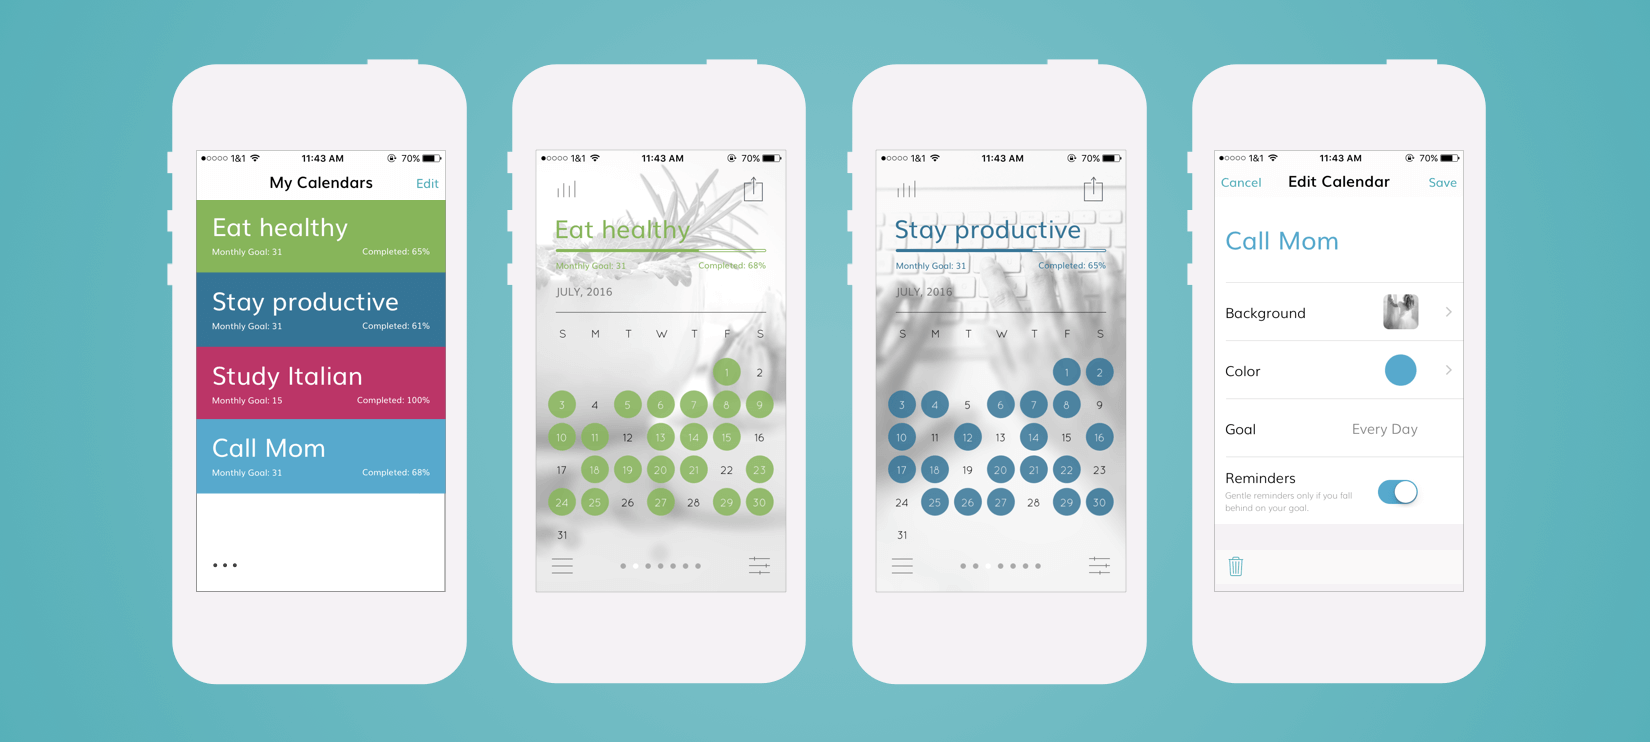 1&1 11:43 AM 70%
My Calendars Edit
Eat healthy
Monthly Goal: 31 Completed: 65%
Stay productive
Monthly Goal: 31 Completed: 61%
Study Italian
Monthly Goal: 15 Completed: 100%
Call Mom
Monthly Goal: 31 Completed: 68%
1&1 11:43 AM 70%
Eat healthy
Monthly Goal: 31 Completed: 68%
JULY, 2016
S M T W T F S
1 2
3 4 5 6 7 8 9
10 11 12 13 14 15 16
17 18 19 20 21 22 23
24 25 26 27 28 29 30
31
1&1 11:43 AM 70%
Stay productive
Monthly Goal: 31 Completed: 65%
JULY, 2016
S M T W T F S
1 2
3 4 5 6 7 8 9
10 11 12 13 14 15 16
17 18 19 20 21 22 23
24 25 26 27 28 29 30
31
1&1 11:43 AM 70%
Cancel Edit Calendar Save
Call Mom
Background
Color
Goal Every Day
Reminders
Gentle reminders only if you fall
behind on your goal.